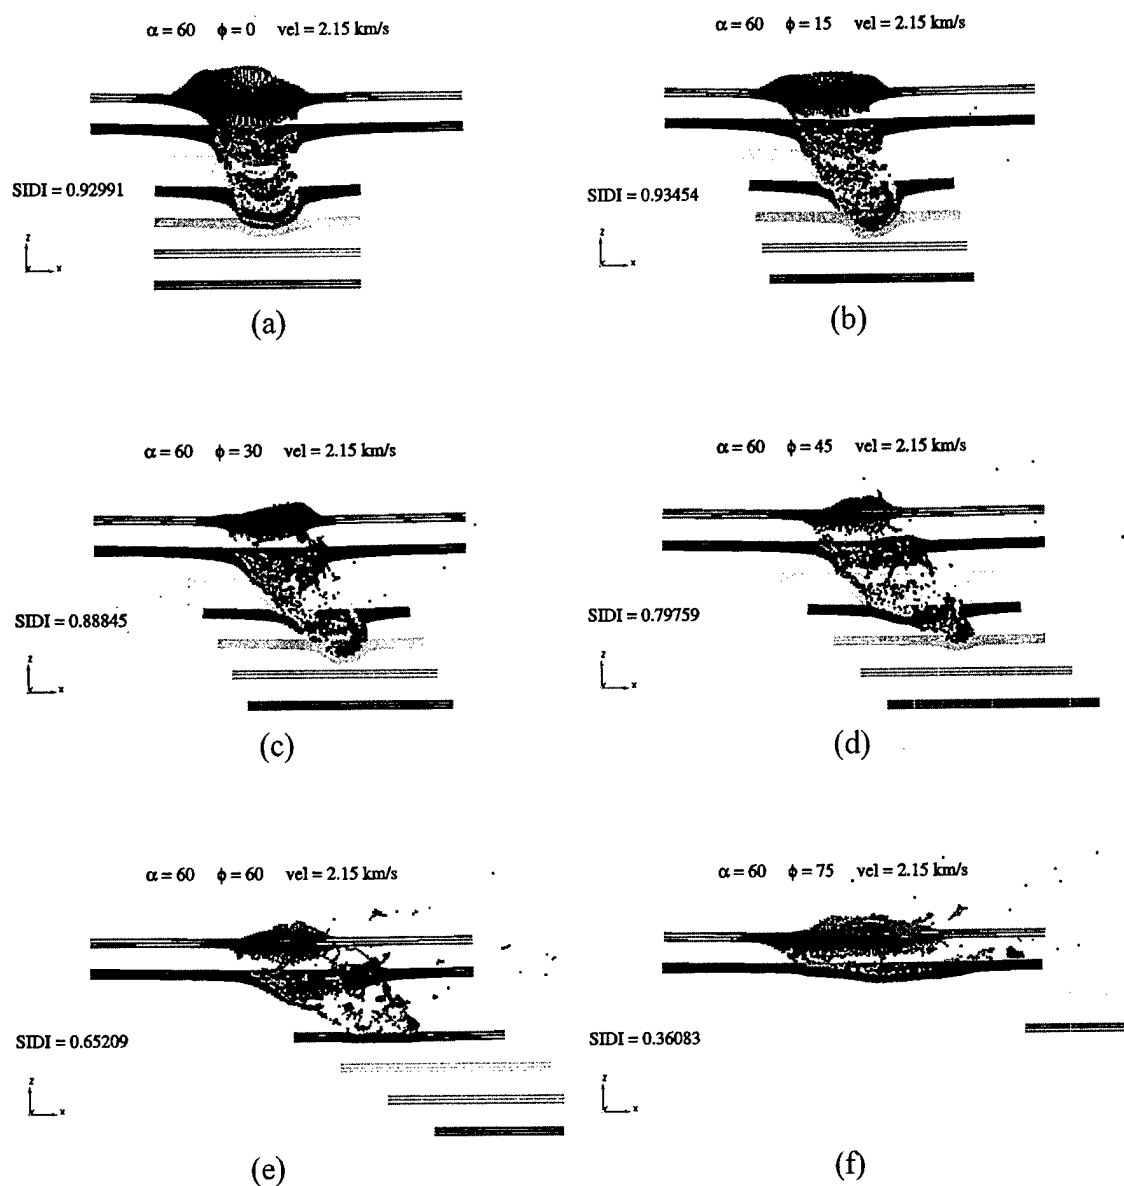 α = 60 ϕ = 0 vel = 2.15 km/s
SIDI = 0.92991
z
x
(a)
α = 60 ϕ = 15 vel = 2.15 km/s
SIDI = 0.93454
z
x
(b)
α = 60 ϕ = 30 vel = 2.15 km/s
SIDI = 0.88845
z
x
(c)
α = 60 ϕ = 45 vel = 2.15 km/s
SIDI = 0.79759
z
x
(d)
α = 60 ϕ = 60 vel = 2.15 km/s
SIDI = 0.65209
z
x
(e)
α = 60 ϕ = 75 vel = 2.15 km/s
SIDI = 0.36083
z
x
(f)